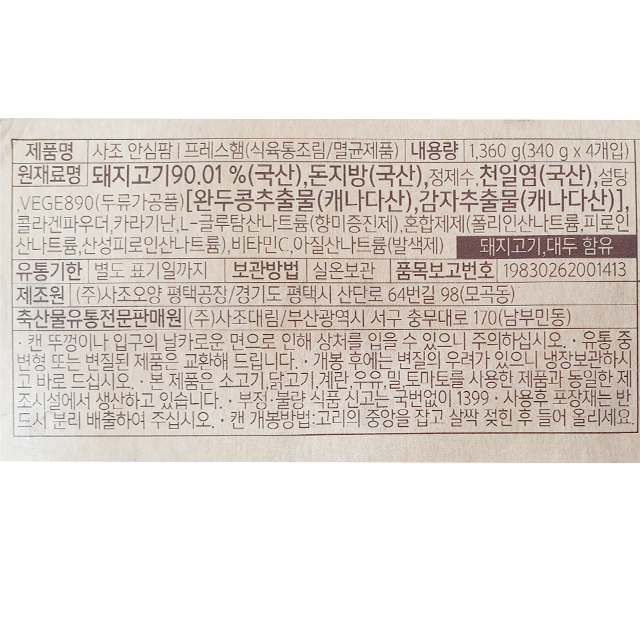 제품명 사조 안심팜 | 프레스햄(식육통조림/멸균제품) 내용량 1,360 g(340 g x 4개입)
원재료명 돼지고기90.01 %(국산),돈지방(국산),정제수,천일염(국산),설탕
,VEGE890(두류가공품)[완두콩추출물(캐나다산),감자추출물(캐나다산)],
콜라겐파우더,카라기난,L-글루탐산나트륨(향미증진제),혼합제제(폴리인산나트륨,피로인
산나트륨,산성피로인산나트륨),비타민C,아질산나트륨(발색제) 돼지고기,대두 함유
유통기한 별도 표기일까지 보관방법 실온보관 품목보고번호 19830262001413
제조원 (주)사조오양 평택공장/경기도 평택시 산단로 64번길 98(모곡동)
축산물유통전문판매원 (주)사조대림/부산광역시 서구 충무대로 170(남부민동)
· 캔 뚜껑이나 입구의 날카로운 면으로 인해 상처를 입을 수 있으니 주의하십시오. · 유통 중
변형 또는 변질된 제품은 교환해 드립니다. · 개봉 후에는 변질의 우려가 있으니 냉장보관하시
고 바로 드십시오. · 본 제품은 소고기,닭고기,계란,우유,밀,토마토를 사용한 제품과 동일한 제
조시설에서 생산하고 있습니다. · 부정·불량 식품 신고는 국번없이 1399 · 사용후 포장재는 반
드시 분리 배출하여 주십시오. · 캔 개봉방법:고리의 중앙을 잡고 살짝 젖힌 후 들어 올리세요.